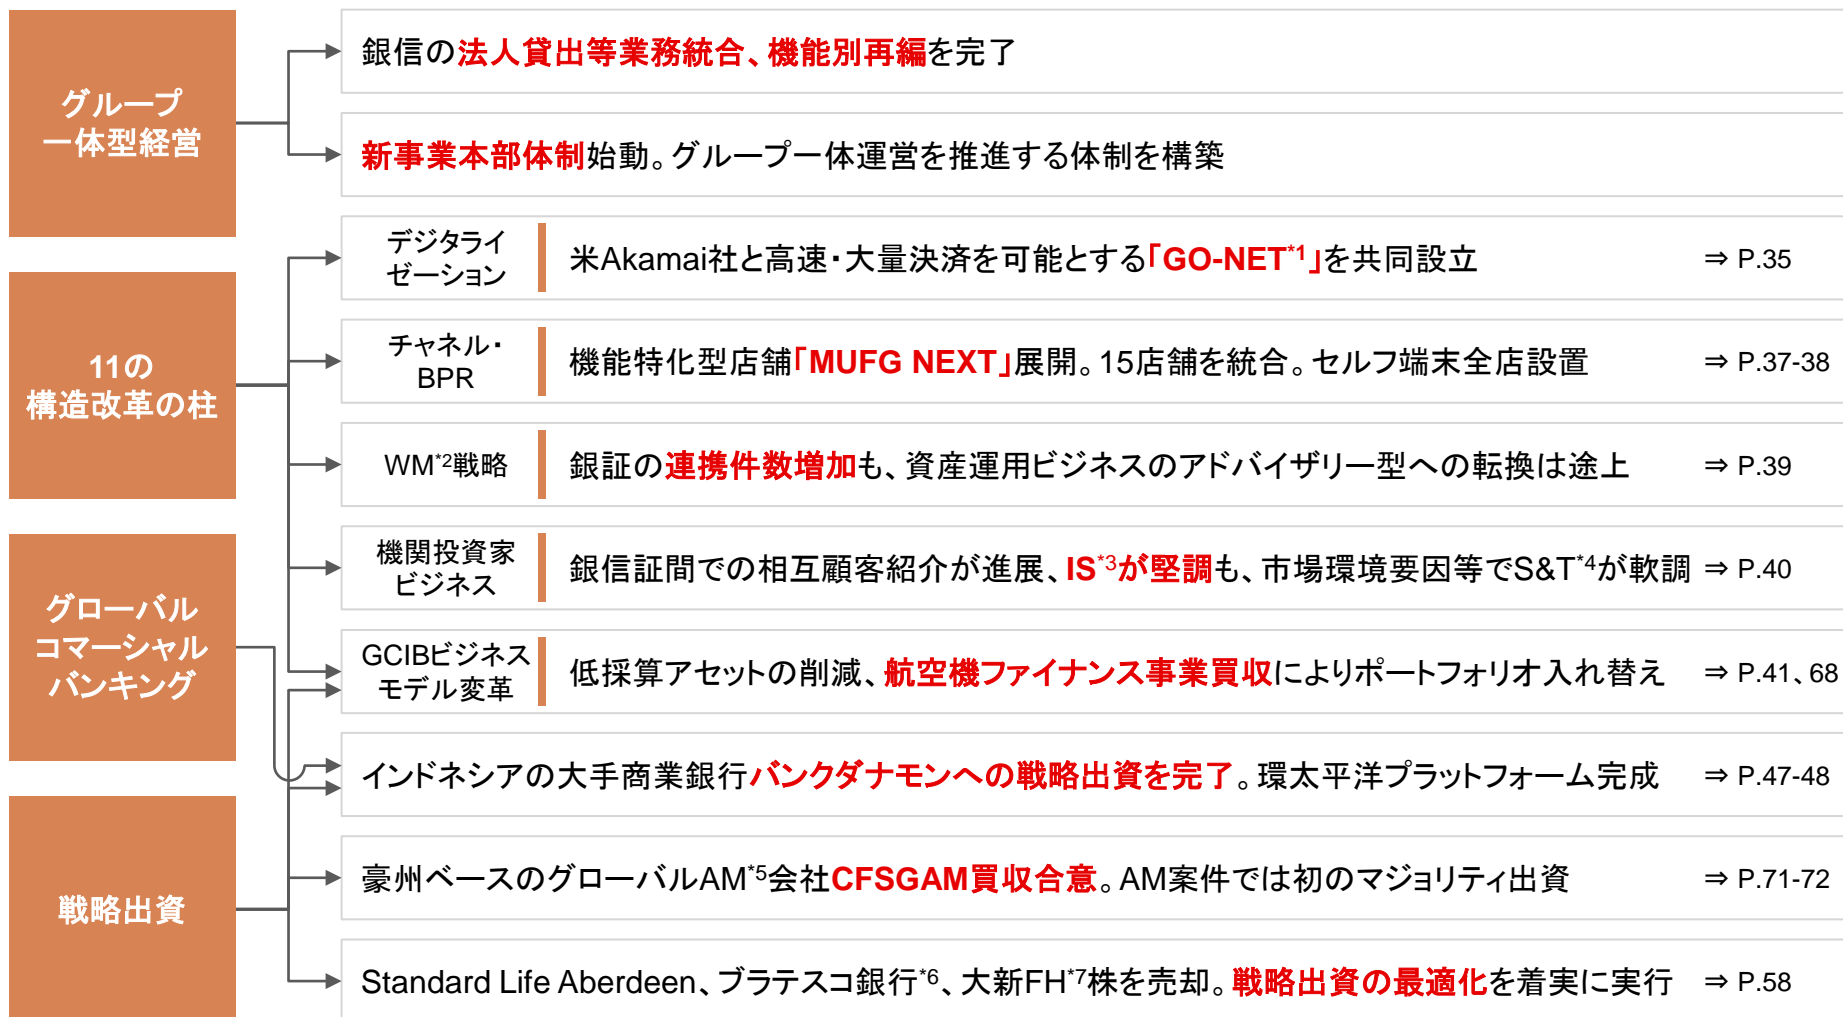 グループ
一体型経営
銀信の法人貸出等業務統合、機能別再編を完了
新事業本部体制始動。グループ一体運営を推進する体制を構築
11の
構造改革の柱
デジタライ
ゼーション
米Akamai社と高速・大量決済を可能とする「GO-NET*1」を共同設立 ⇒ P.35
チャネル・
BPR
機能特化型店舗「MUFG NEXT」展開。15店舗を統合。セルフ端末全店設置 ⇒ P.37-38
WM*2戦略
銀証の連携件数増加も、資産運用ビジネスのアドバイザリー型への転換は途上 ⇒ P.39
機関投資家
ビジネス
銀信証間での相互顧客紹介が進展、IS*3が堅調も、市場環境要因等でS&T*4が軟調 ⇒ P.40
GCIBビジネス
モデル変革
低採算アセットの削減、航空機ファイナンス事業買収によりポートフォリオ入れ替え ⇒ P.41、68
グローバル
コマーシャル
バンキング
インドネシアの大手商業銀行バンクダナモンへの戦略出資を完了。環太平洋プラットフォーム完成 ⇒ P.47-48
戦略出資
豪州ベースのグローバルAM*5会社CFSGAM買収合意。AM案件では初のマジョリティ出資 ⇒ P.71-72
Standard Life Aberdeen、ブラテスコ銀行*6、大新FH*7株を売却。戦略出資の最適化を着実に実行 ⇒ P.58